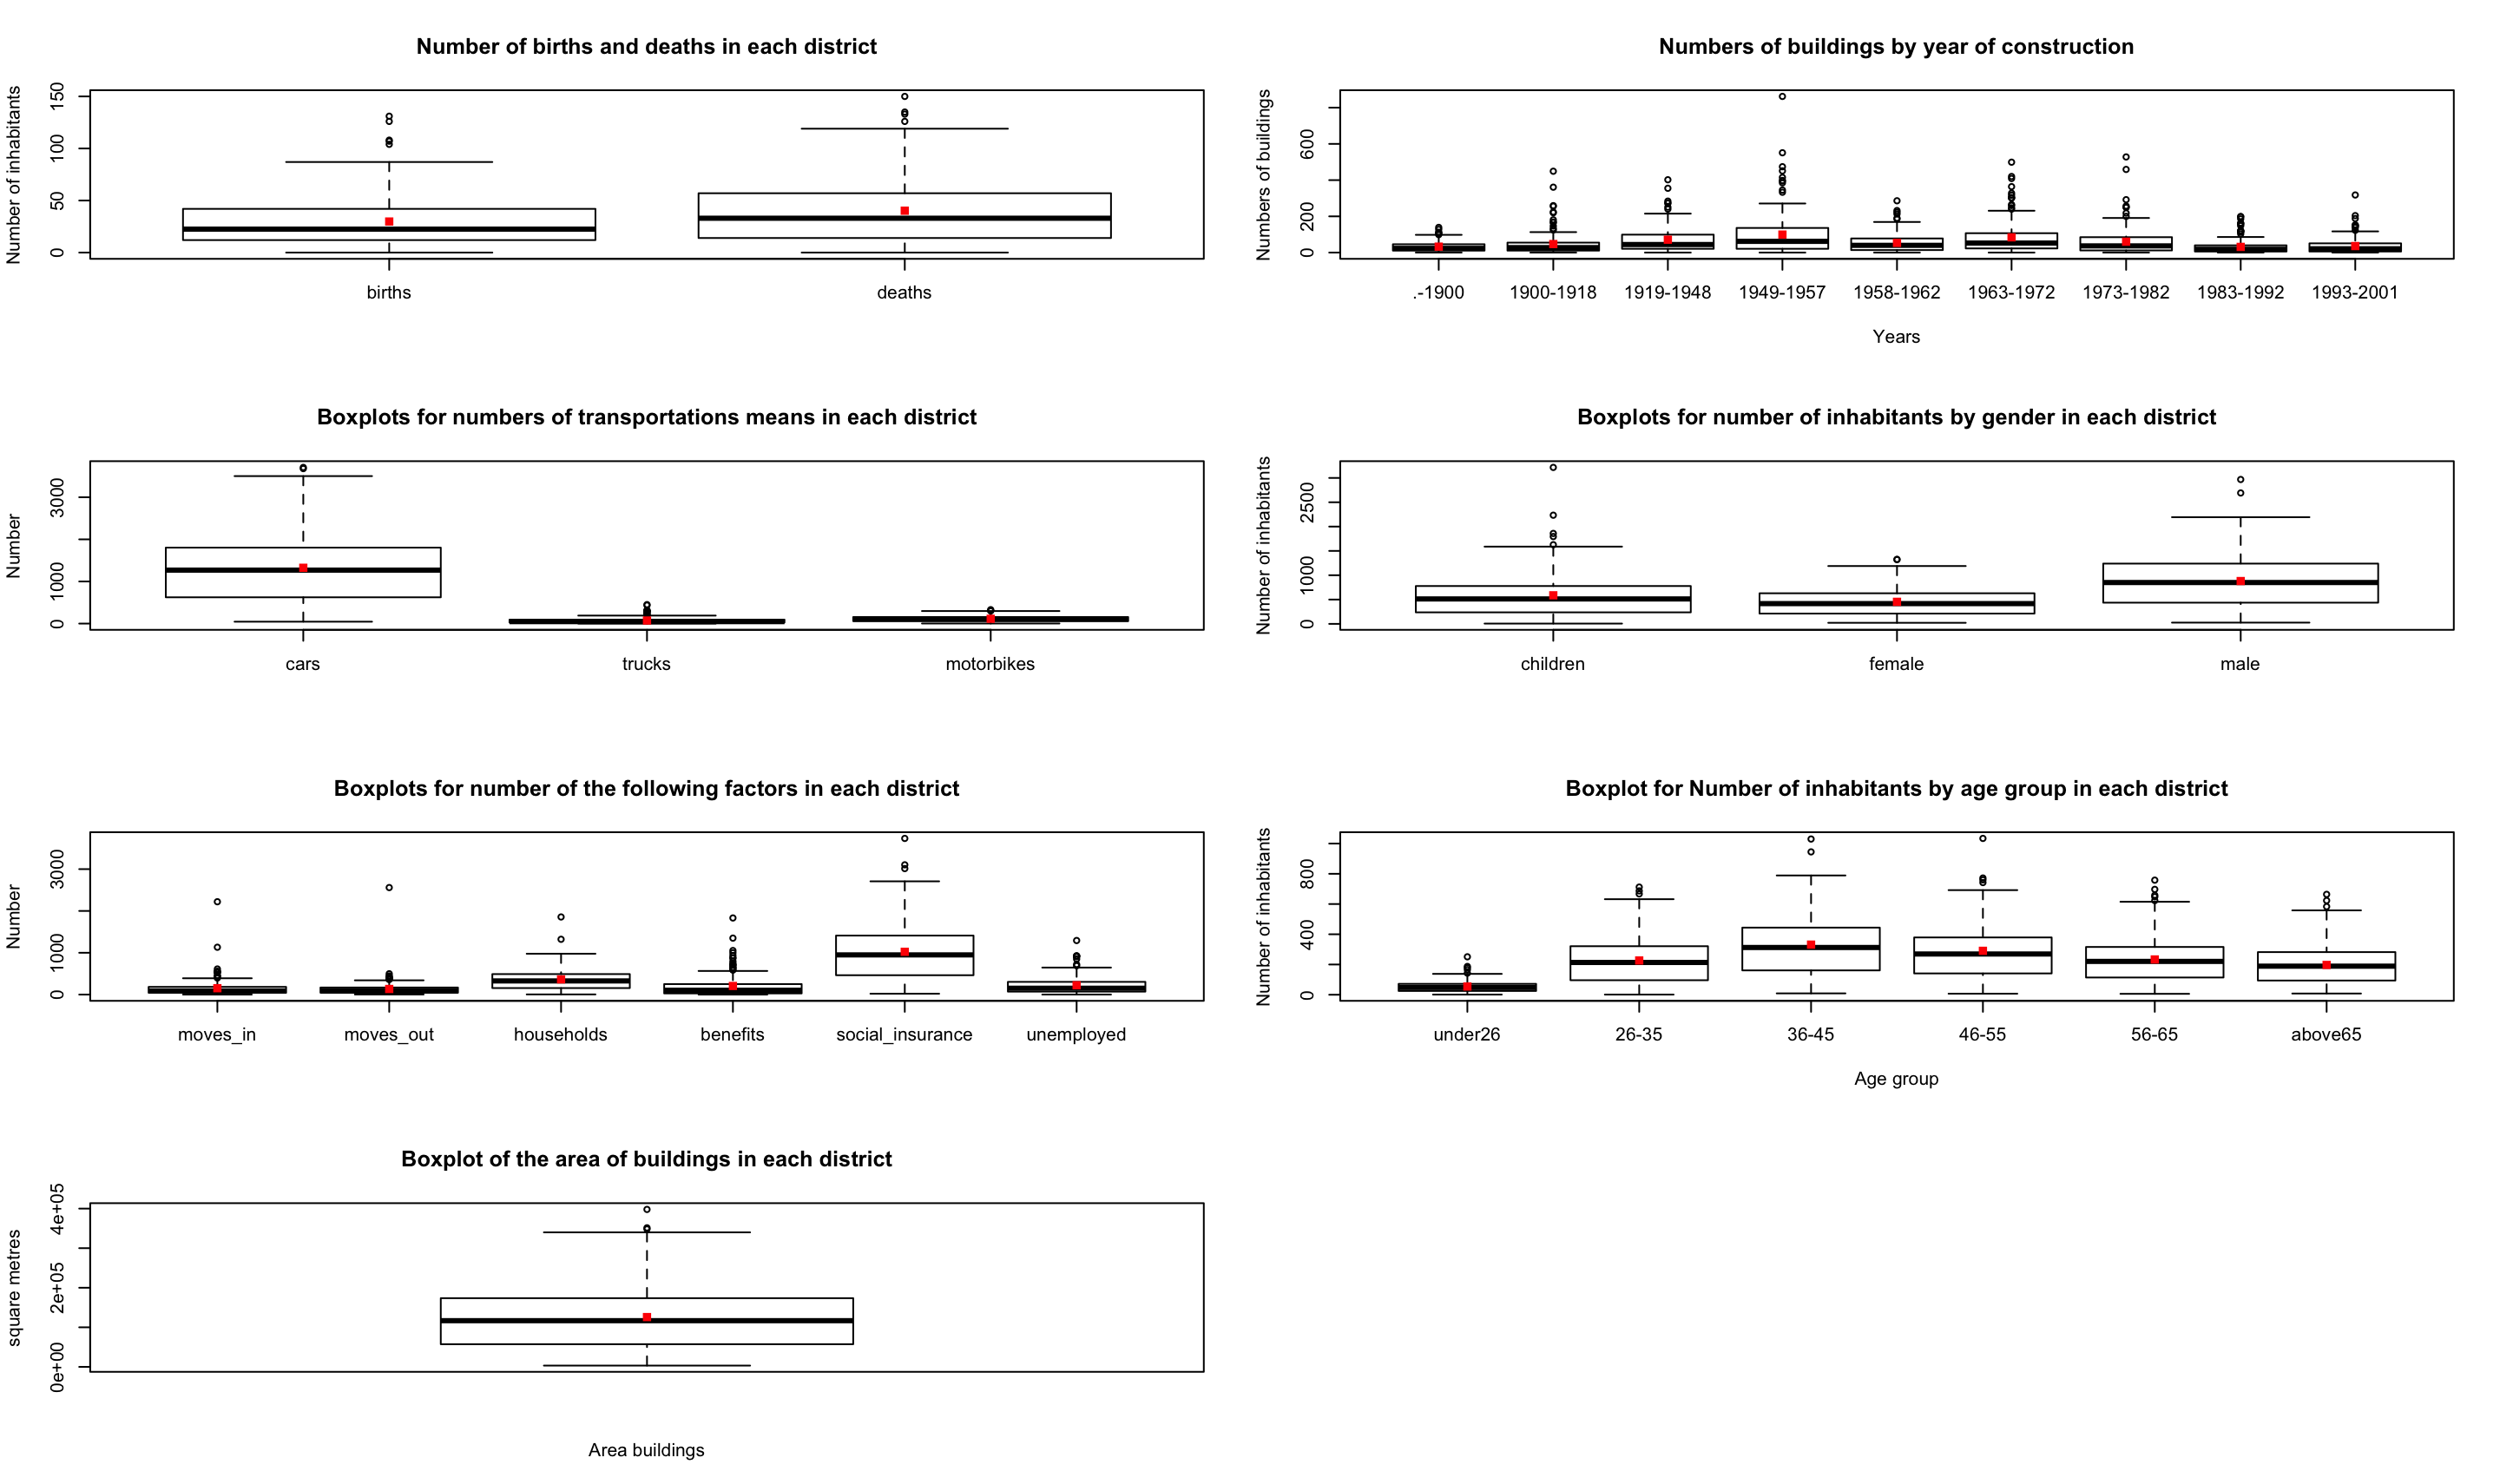 Number of births and deaths in each district
Number of inhabitants
0 50 100 150
births deaths
Numbers of buildings by year of construction
Numbers of buildings
0 200 600
.-1900 1900-1918 1919-1948 1949-1957 1958-1962 1963-1972 1973-1982 1983-1992 1993-2001
Years
Boxplots for numbers of transportations means in each district
Number
0 1000 3000
cars trucks motorbikes
Boxplots for number of inhabitants by gender in each district
Number of inhabitants
0 1000 2500
children female male
Boxplots for number of the following factors in each district
Number
0 1000 3000
moves_in moves_out households benefits social_insurance unemployed
Boxplot for Number of inhabitants by age group in each district
Number of inhabitants
0 400 800
under26 26-35 36-45 46-55 56-65 above65
Age group
Boxplot of the area of buildings in each district
square metres
0e+00 2e+05 4e+05
Area buildings